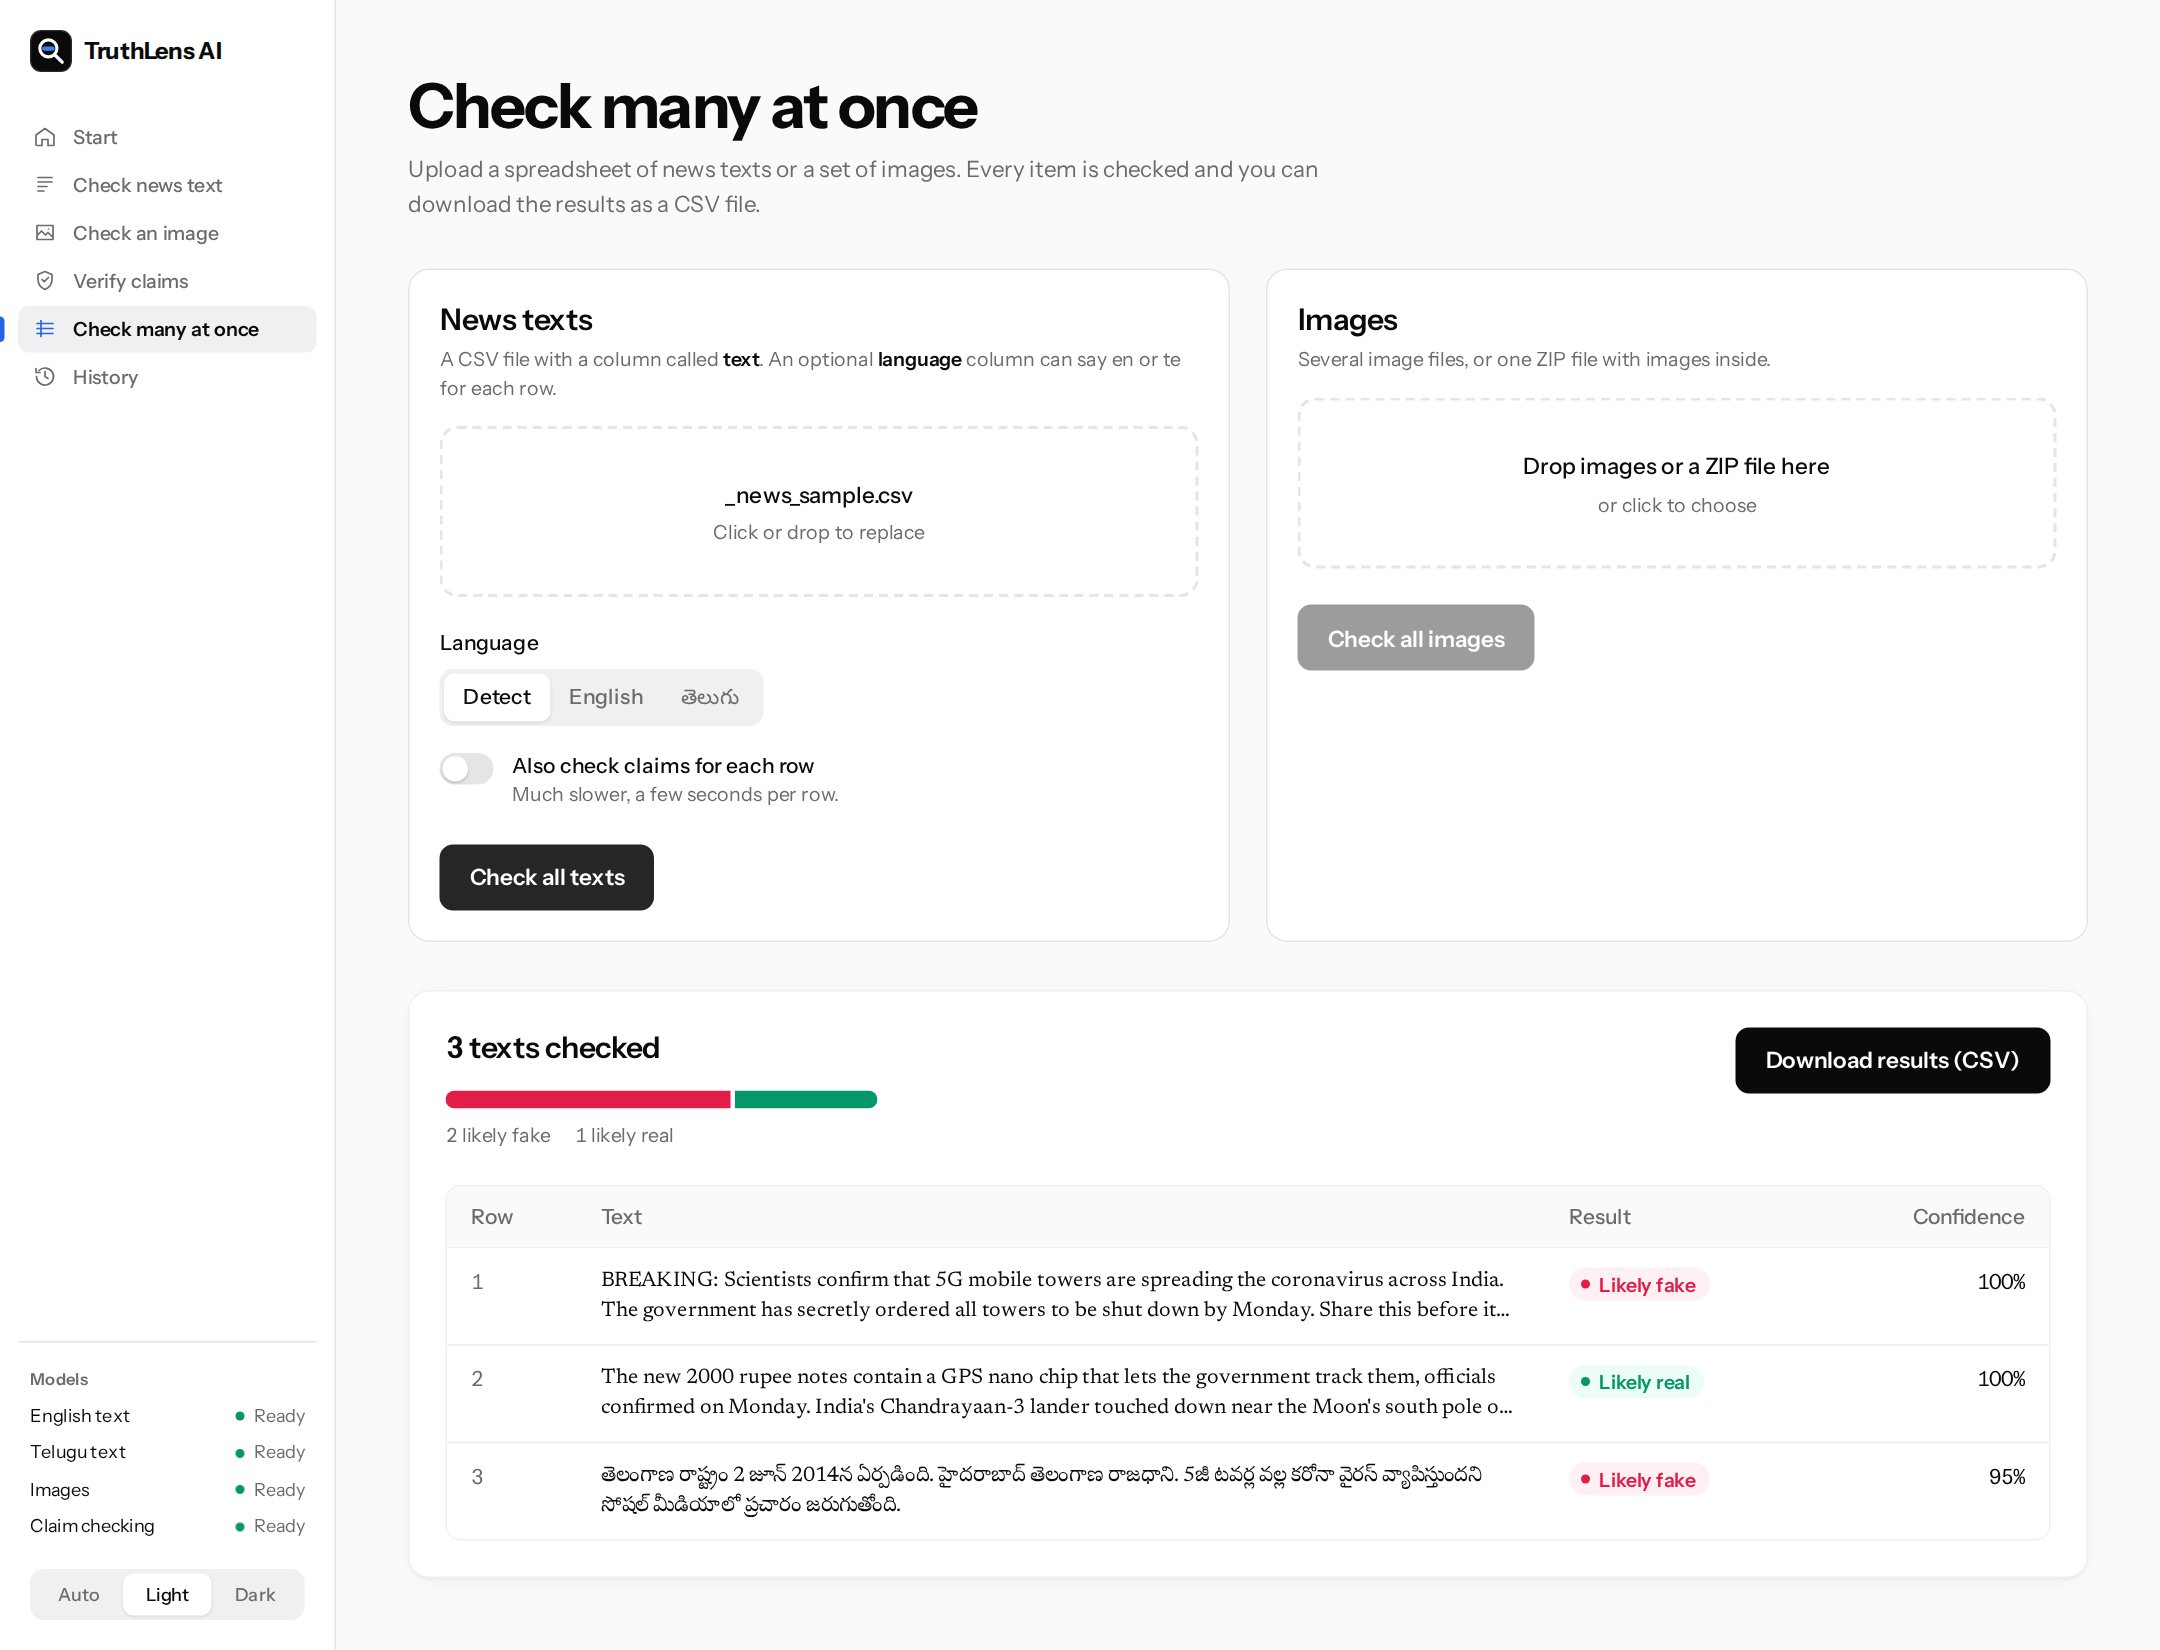 TruthLens AI
Start
Check news text
Check an image
Verify claims
Check many at once
History
Models
English text Ready
Telugu text Ready
Images Ready
Claim checking Ready
Auto Light Dark
Check many at once
Upload a spreadsheet of news texts or a set of images. Every item is checked and you can
download the results as a CSV file.
News texts
A CSV file with a column called text. An optional language column can say en or te
for each row.
_news_sample.csv
Click or drop to replace
Language
Detect English తెలుగు
Also check claims for each row
Much slower, a few seconds per row.
Check all texts
Images
Several image files, or one ZIP file with images inside.
Drop images or a ZIP file here
or click to choose
Check all images
3 texts checked
Download results (CSV)
2 likely fake 1 likely real
Row Text Result Confidence
1 BREAKING: Scientists confirm that 5G mobile towers are spreading the coronavirus across India. Likely fake 100%
The government has secretly ordered all towers to be shut down by Monday. Share this before it...
2 The new 2000 rupee notes contain a GPS nano chip that lets the government track them, officials Likely real 100%
confirmed on Monday. India's Chandrayaan-3 lander touched down near the Moon's south pole o...
3 తెలంగాణ రాష్ట్రం 2 జూన్ 2014న ఏర్పడింది. హైదరాబాద్ తెలంగాణ రాజధాని. 5జీ టవర్ల వల్ల కరోనా వైరస్ వ్యాపిస్తుందని Likely fake 95%
సోషల్ మీడియాలో ప్రచారం జరుగుతోంది.